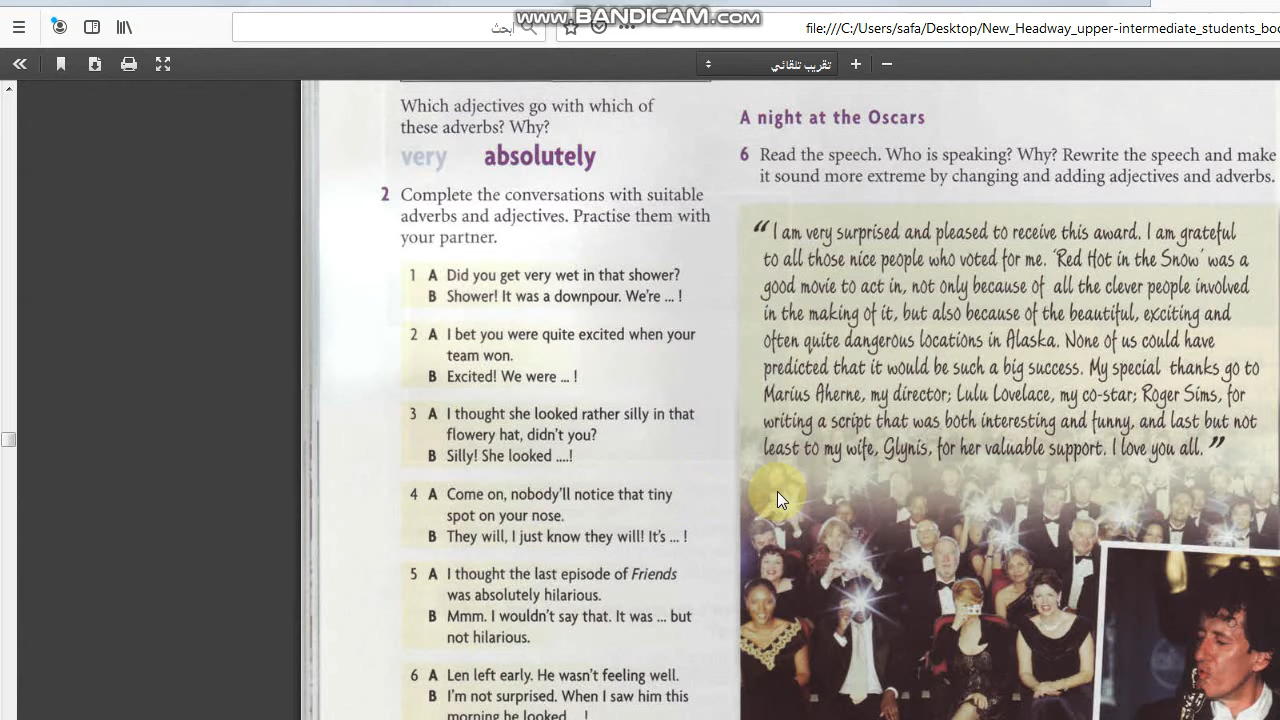 www.BANDICAM.com
ابحث
file:///C:/Users/safa/Desktop/New_Headway_upper-intermediate_students_boo
تقريب تلقائي
Which adjectives go with which of
these adverbs? Why?
very absolutely
2 Complete the conversations with suitable
adverbs and adjectives. Practise them with
your partner.
1 A Did you get very wet in that shower?
B Shower! It was a downpour. We're ... !
2 A I bet you were quite excited when your
team won.
B Excited! We were ... !
3 A I thought she looked rather silly in that
flowery hat, didn't you?
B Silly! She looked ....!
4 A Come on, nobody'll notice that tiny
spot on your nose.
B They will, I just know they will! It's ... !
5 A I thought the last episode of Friends
was absolutely hilarious.
B Mmm. I wouldn't say that. It was ... but
not hilarious.
6 A Len left early. He wasn't feeling well.
B I'm not surprised. When I saw him this
morning he looked ... !
A night at the Oscars
6 Read the speech. Who is speaking? Why? Rewrite the speech and make
it sound more extreme by changing and adding adjectives and adverbs.
“I am very surprised and pleased to receive this award. I am grateful
to all those nice people who voted for me. 'Red Hot in the Snow' was a
good movie to act in, not only because of all the clever people involved
in the making of it, but also because of the beautiful, exciting and
often quite dangerous locations in Alaska. None of us could have
predicted that it would be such a big success. My special thanks go to
Marius Aherne, my director; Lulu Lovelace, my co-star; Roger Sims, for
writing a script that was both interesting and funny, and last but not
least to my wife, Glynis, for her valuable support. I love you all.”